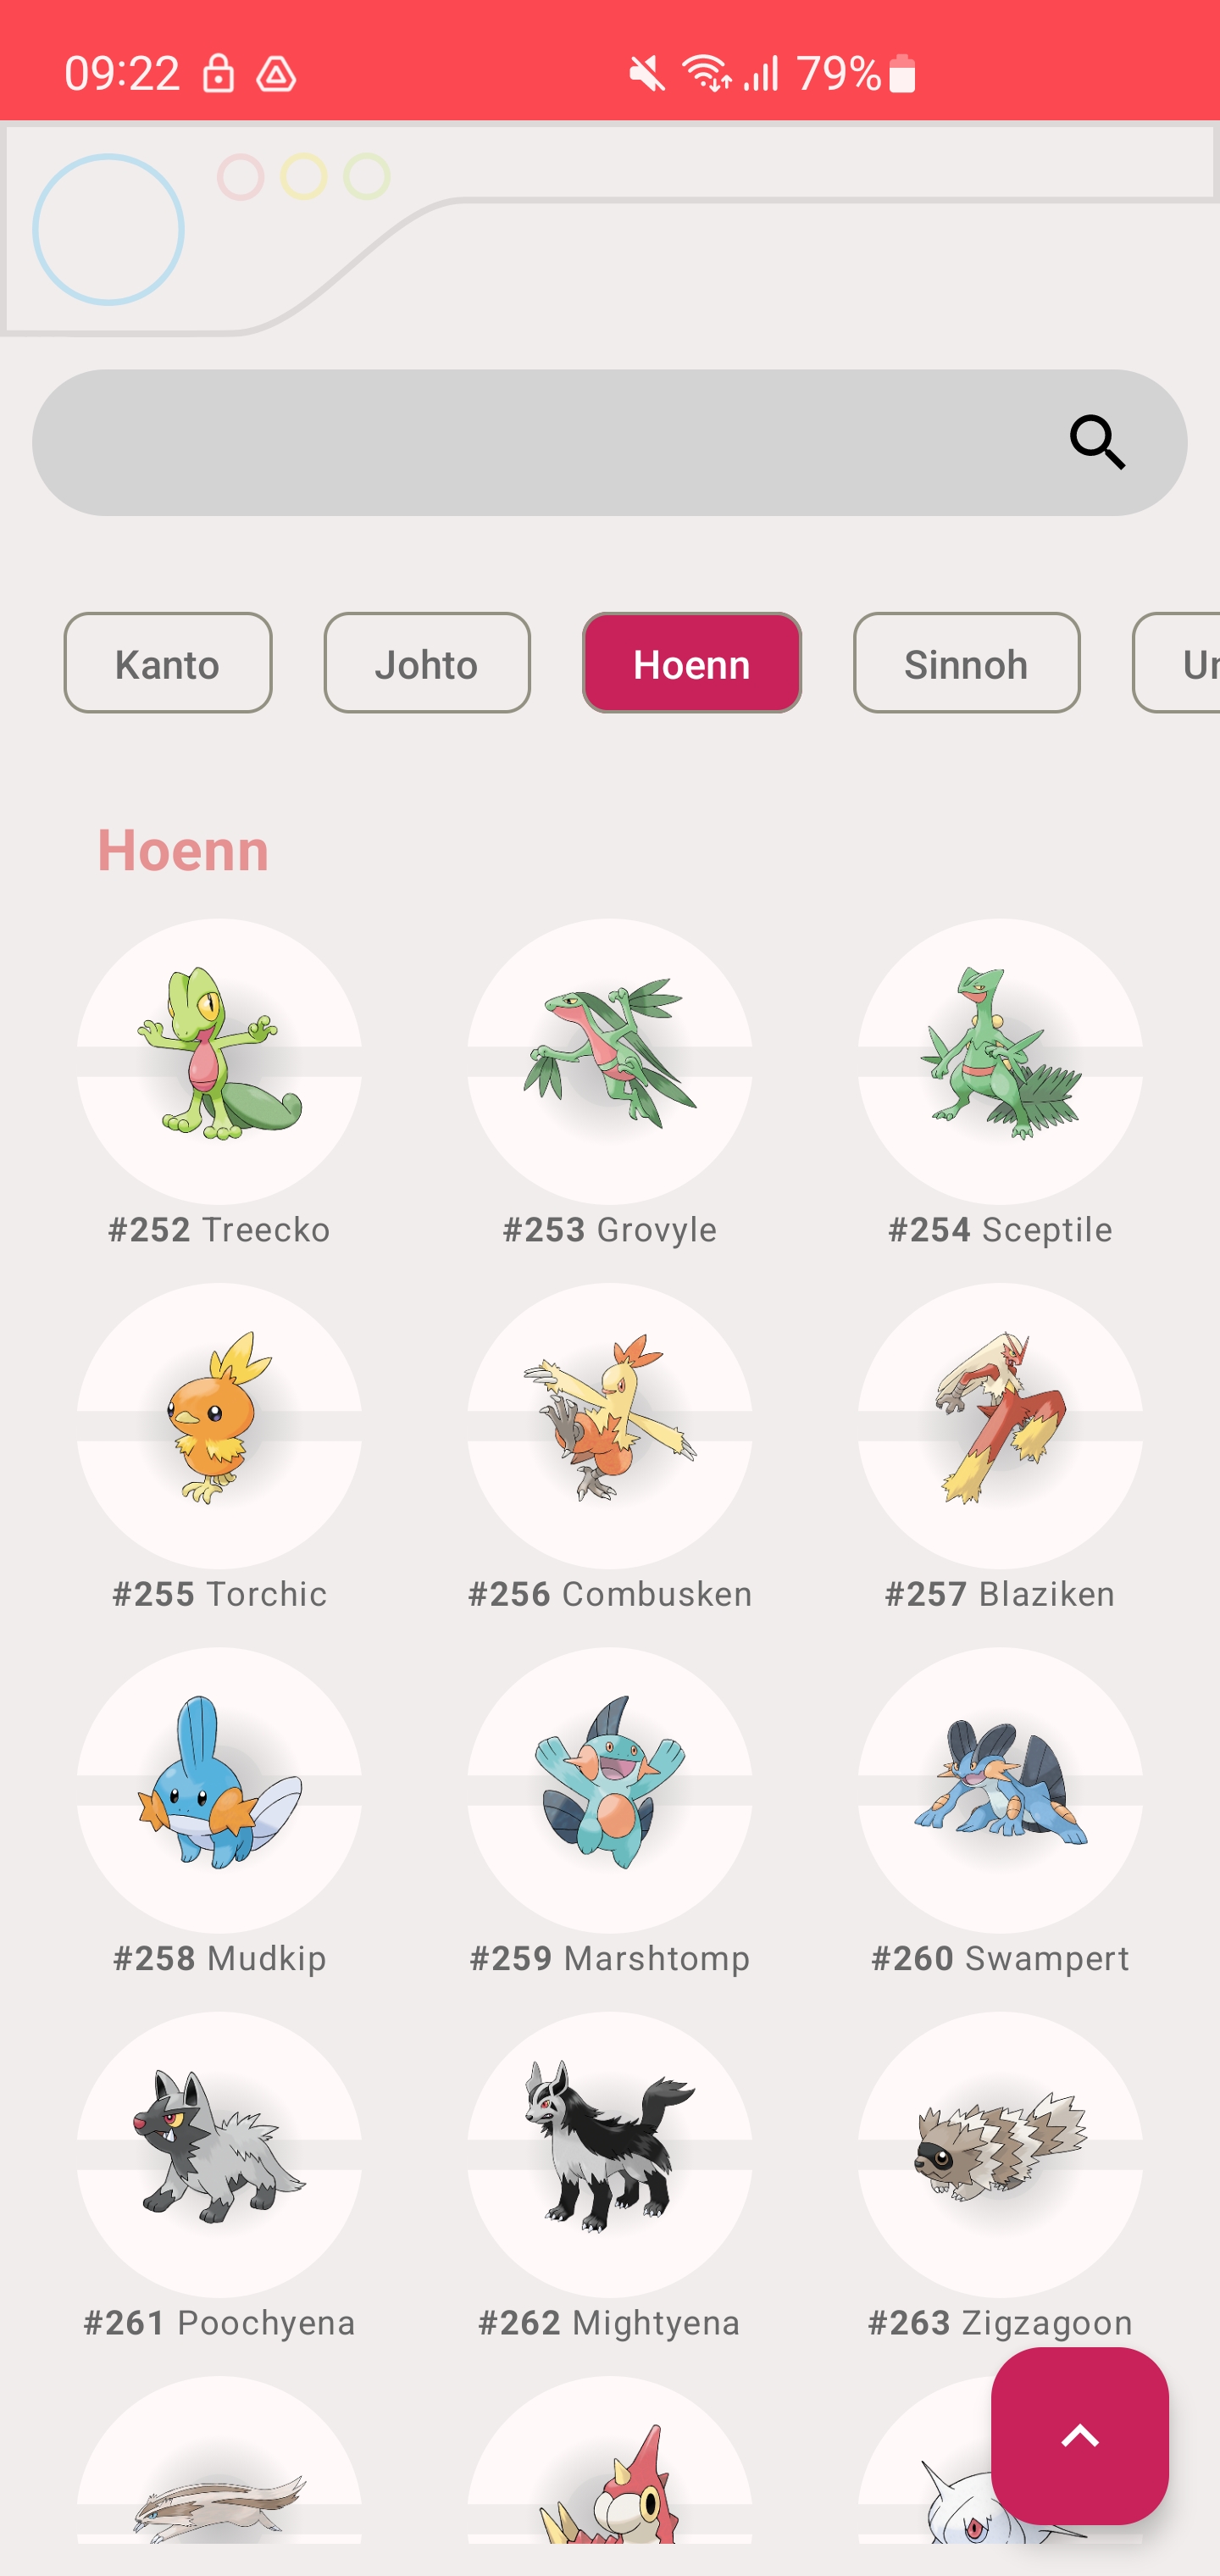 09:22 79%
Kanto Johto Hoenn Sinnoh
Hoenn
#252 Treecko #253 Grovyle #254 Sceptile
#255 Torchic #256 Combusken #257 Blaziken
#258 Mudkip #259 Marshtomp #260 Swampert
#261 Poochyena #262 Mightyena #263 Zigzagoon